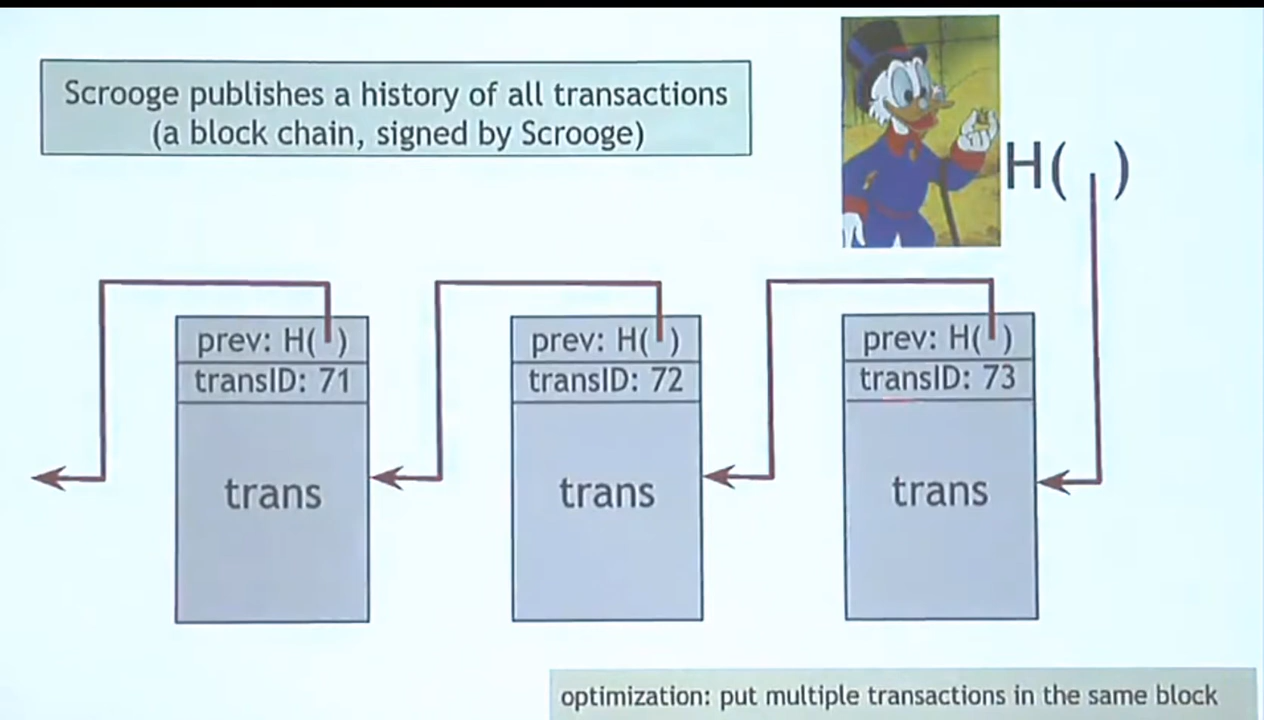 Scrooge publishes a history of all transactions
(a block chain, signed by Scrooge)
H( )
prev: H( )
transID: 71
trans
prev: H( )
transID: 72
trans
prev: H( )
transID: 73
trans
optimization: put multiple transactions in the same block